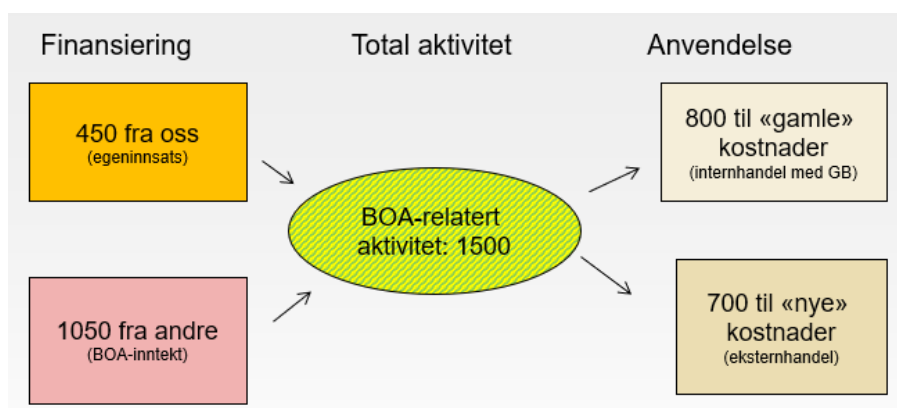 Finansiering
Total aktivitet
Anvendelse
450 fra oss
(egeninnsats)
1050 fra andre
(BOA-inntekt)
BOA-relatert
aktivitet: 1500
800 til «gamle»
kostnader
(internhandel med GB)
700 til «nye»
kostnader
(eksternhandel)